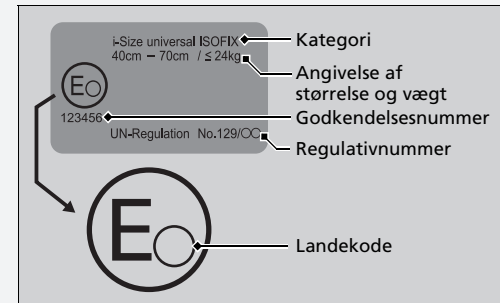 i-Size universal ISOFIX
40cm – 70cm / ≤ 24kg
E
123456
UN-Regulation No.129/○○
E
Kategori
Angivelse af
størrelse og vægt
Godkendelsesnummer
Regulativnummer
Landekode